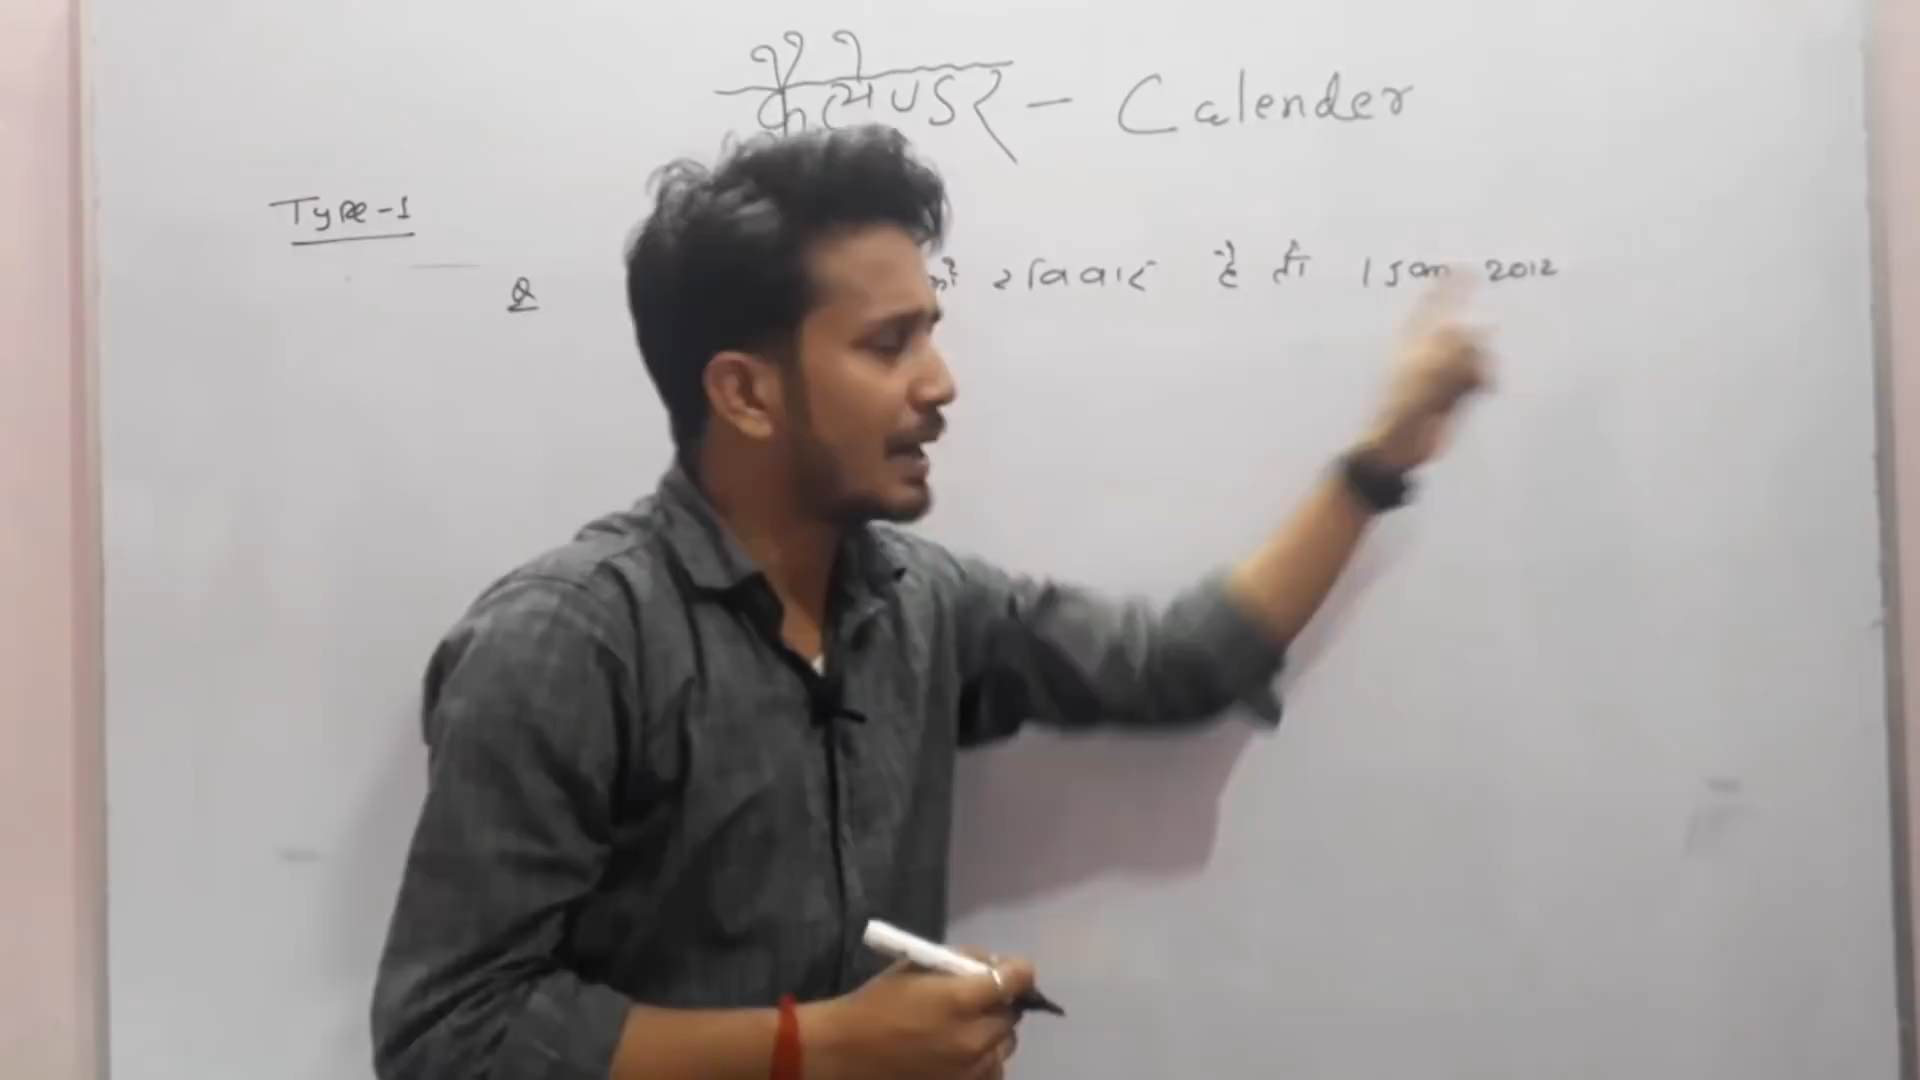 कैलेण्डर - Calender
Type-1
Q को रविवार है तो 1 Jan 2012